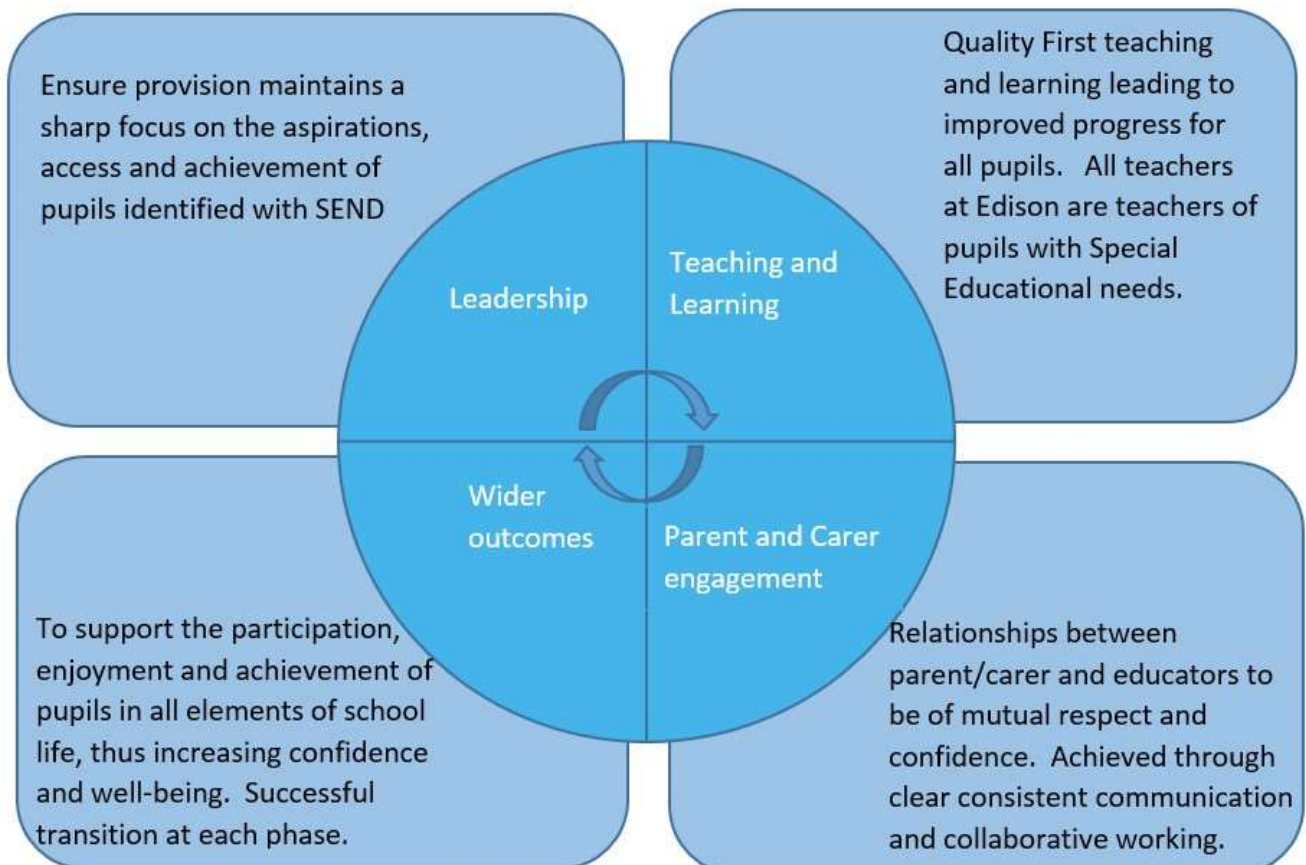 Ensure provision maintains a
sharp focus on the aspirations,
access and achievement of
pupils identified with SEND
Quality First teaching
and learning leading to
improved progress for
all pupils.   All teachers
at Edison are teachers of
pupils with Special
Educational needs.
Leadership
Teaching and
Learning
Wider
outcomes
Parent and Carer
engagement
To support the participation,
enjoyment and achievement of
pupils in all elements of school
life, thus increasing confidence
and well-being.  Successful
transition at each phase.
Relationships between
parent/carer and educators to
be of mutual respect and
confidence.  Achieved through
clear consistent communication
and collaborative working.